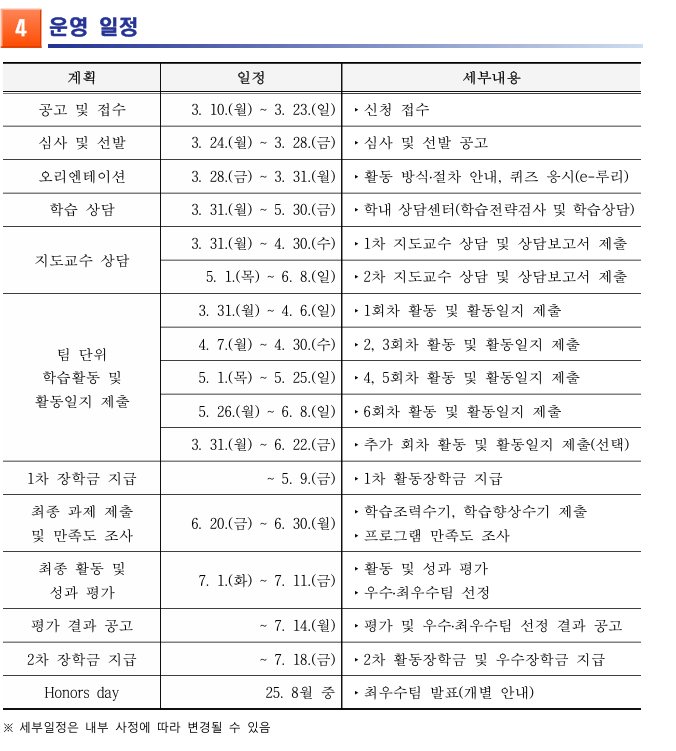 4 운영 일정
계획 일정 세부내용
공고 및 접수 3. 10.(월) ~ 3. 23.(일) ‣신청 접수
심사 및 선발 3. 24.(월) ~ 3. 28.(금) ‣심사 및 선발 공고
오리엔테이션 3. 28.(금) ~ 3. 31.(월) ‣활동 방식·절차 안내, 퀴즈 응시(e-루리)
학습 상담 3. 31.(월) ~ 5. 30.(금) ‣학내 상담센터(학습전략검사 및 학습상담)
지도교수 상담
3. 31.(월) ~ 4. 30.(수) ‣1차 지도교수 상담 및 상담보고서 제출
5. 1.(목) ~ 6. 8.(일) ‣2차 지도교수 상담 및 상담보고서 제출
팀 단위
학습활동 및
활동일지 제출
3. 31.(월) ~ 4. 6.(일) ‣1회차 활동 및 활동일지 제출
4. 7.(월) ~ 4. 30.(수) ‣2, 3회차 활동 및 활동일지 제출
5. 1.(목) ~ 5. 25.(일) ‣4, 5회차 활동 및 활동일지 제출
5. 26.(월) ~ 6. 8.(일) ‣6회차 활동 및 활동일지 제출
3. 31.(월) ~ 6. 22.(금) ‣추가 회차 활동 및 활동일지 제출(선택)
1차 장학금 지급 ~ 5. 9.(금) ‣1차 활동장학금 지급
최종 과제 제출
및 만족도 조사
6. 20.(금) ~ 6. 30.(월)
‣학습조력수기, 학습향상수기 제출
‣프로그램 만족도 조사
최종 활동 및
성과 평가
7. 1.(화) ~ 7. 11.(금)
‣활동 및 성과 평가
‣우수·최우수팀 선정
평가 결과 공고 ~ 7. 14.(월) ‣평가 및 우수·최우수팀 선정 결과 공고
2차 장학금 지급 ~ 7. 18.(금) ‣2차 활동장학금 및 우수장학금 지급
Honors day 25. 8월 중 ‣최우수팀 발표(개별 안내)
※ 세부일정은 내부 사정에 따라 변경될 수 있음